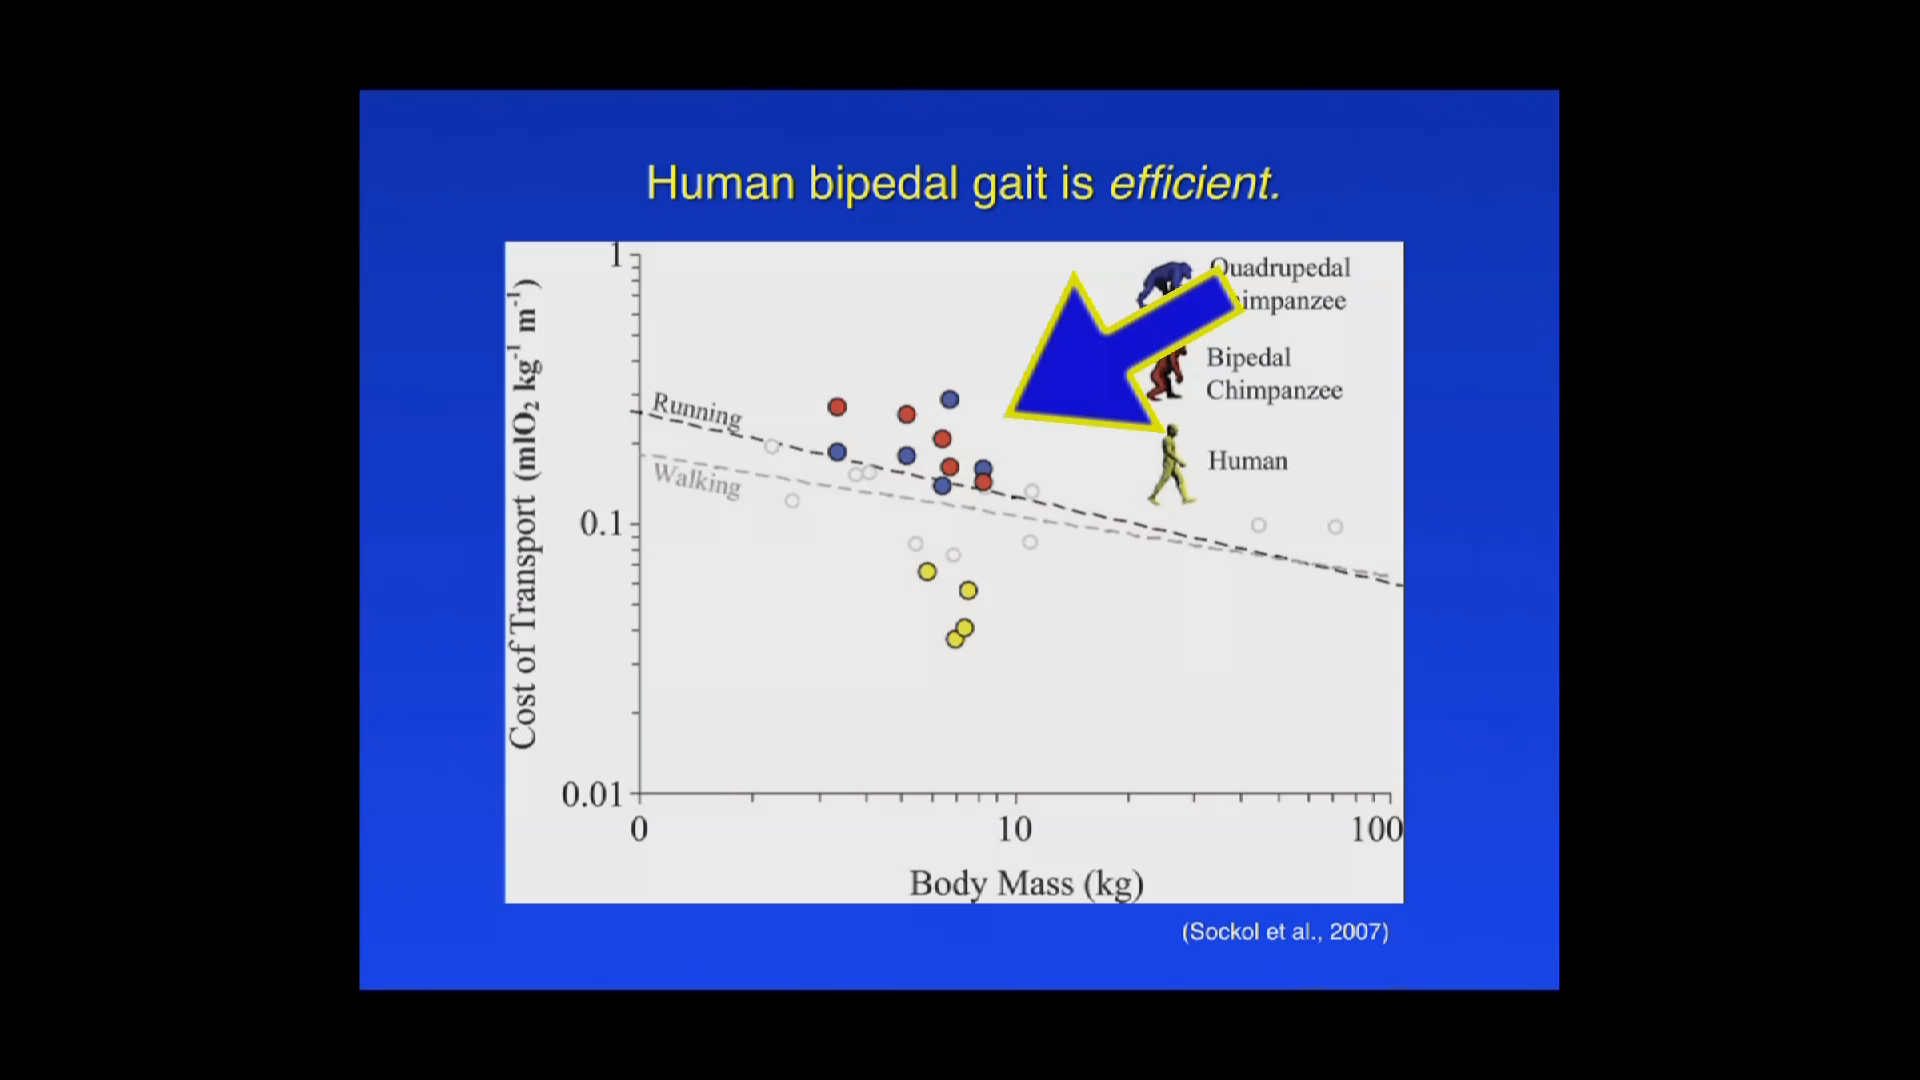 Human bipedal gait is efficient.
1
0.1
0.01
Cost of Transport (mlO₂ kg⁻¹ m⁻¹)
Running
Walking
Quadrupedal
impanzee
Bipedal
Chimpanzee
Human
0
10
100
Body Mass (kg)
(Sockol et al., 2007)